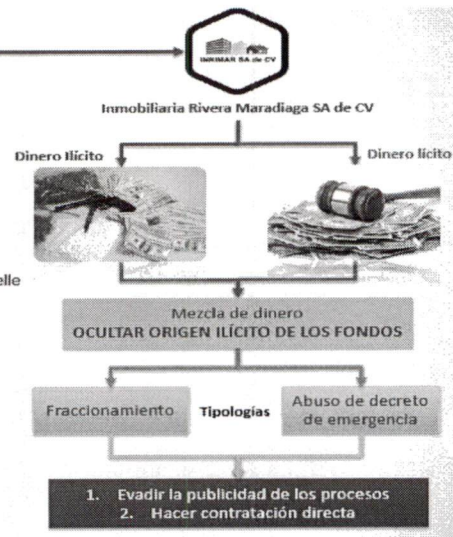 INRIMAR SA de CV
Inmobiliaria Rivera Maradiaga SA de CV
Dinero Ilícito
Dinero lícito
elle
Mezcla de dinero
OCULTAR ORIGEN ILÍCITO DE LOS FONDOS
Fraccionamiento
Tipologías
Abuso de decreto
de emergencia
1. Evadir la publicidad de los procesos
2. Hacer contratación directa